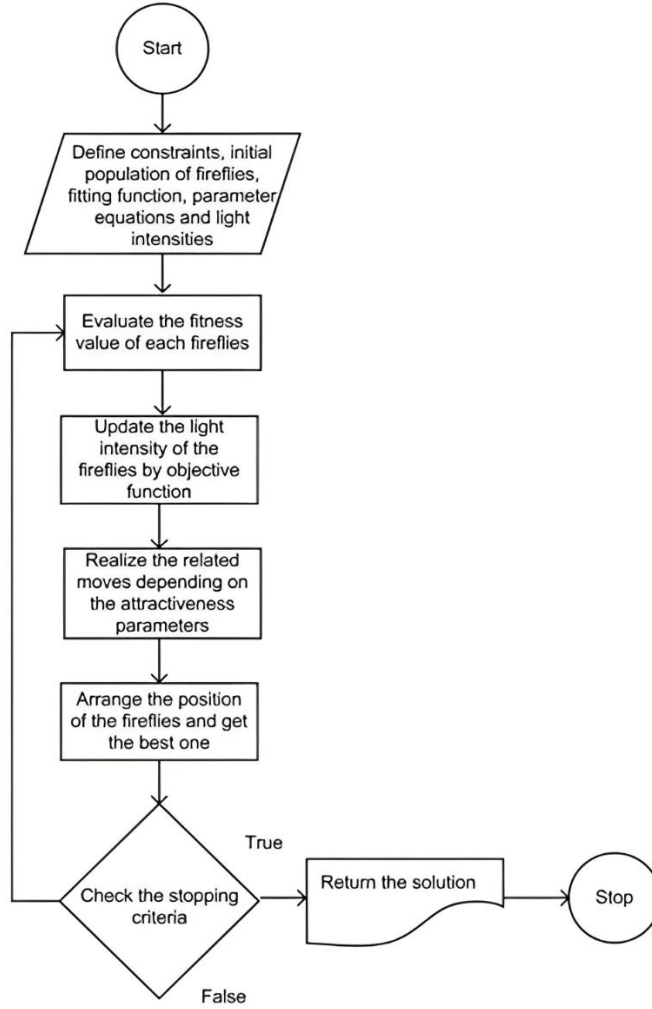 Start
Define constraints, initial
population of fireflies,
fitting function, parameter
equations and light
intensities
Evaluate the fitness
value of each fireflies
Update the light
intensity of the
fireflies by objective
function
Realize the related
moves depending on
the attractiveness
parameters
Arrange the position
of the fireflies and get
the best one
Check the stopping
criteria
True
False
Return the solution
Stop